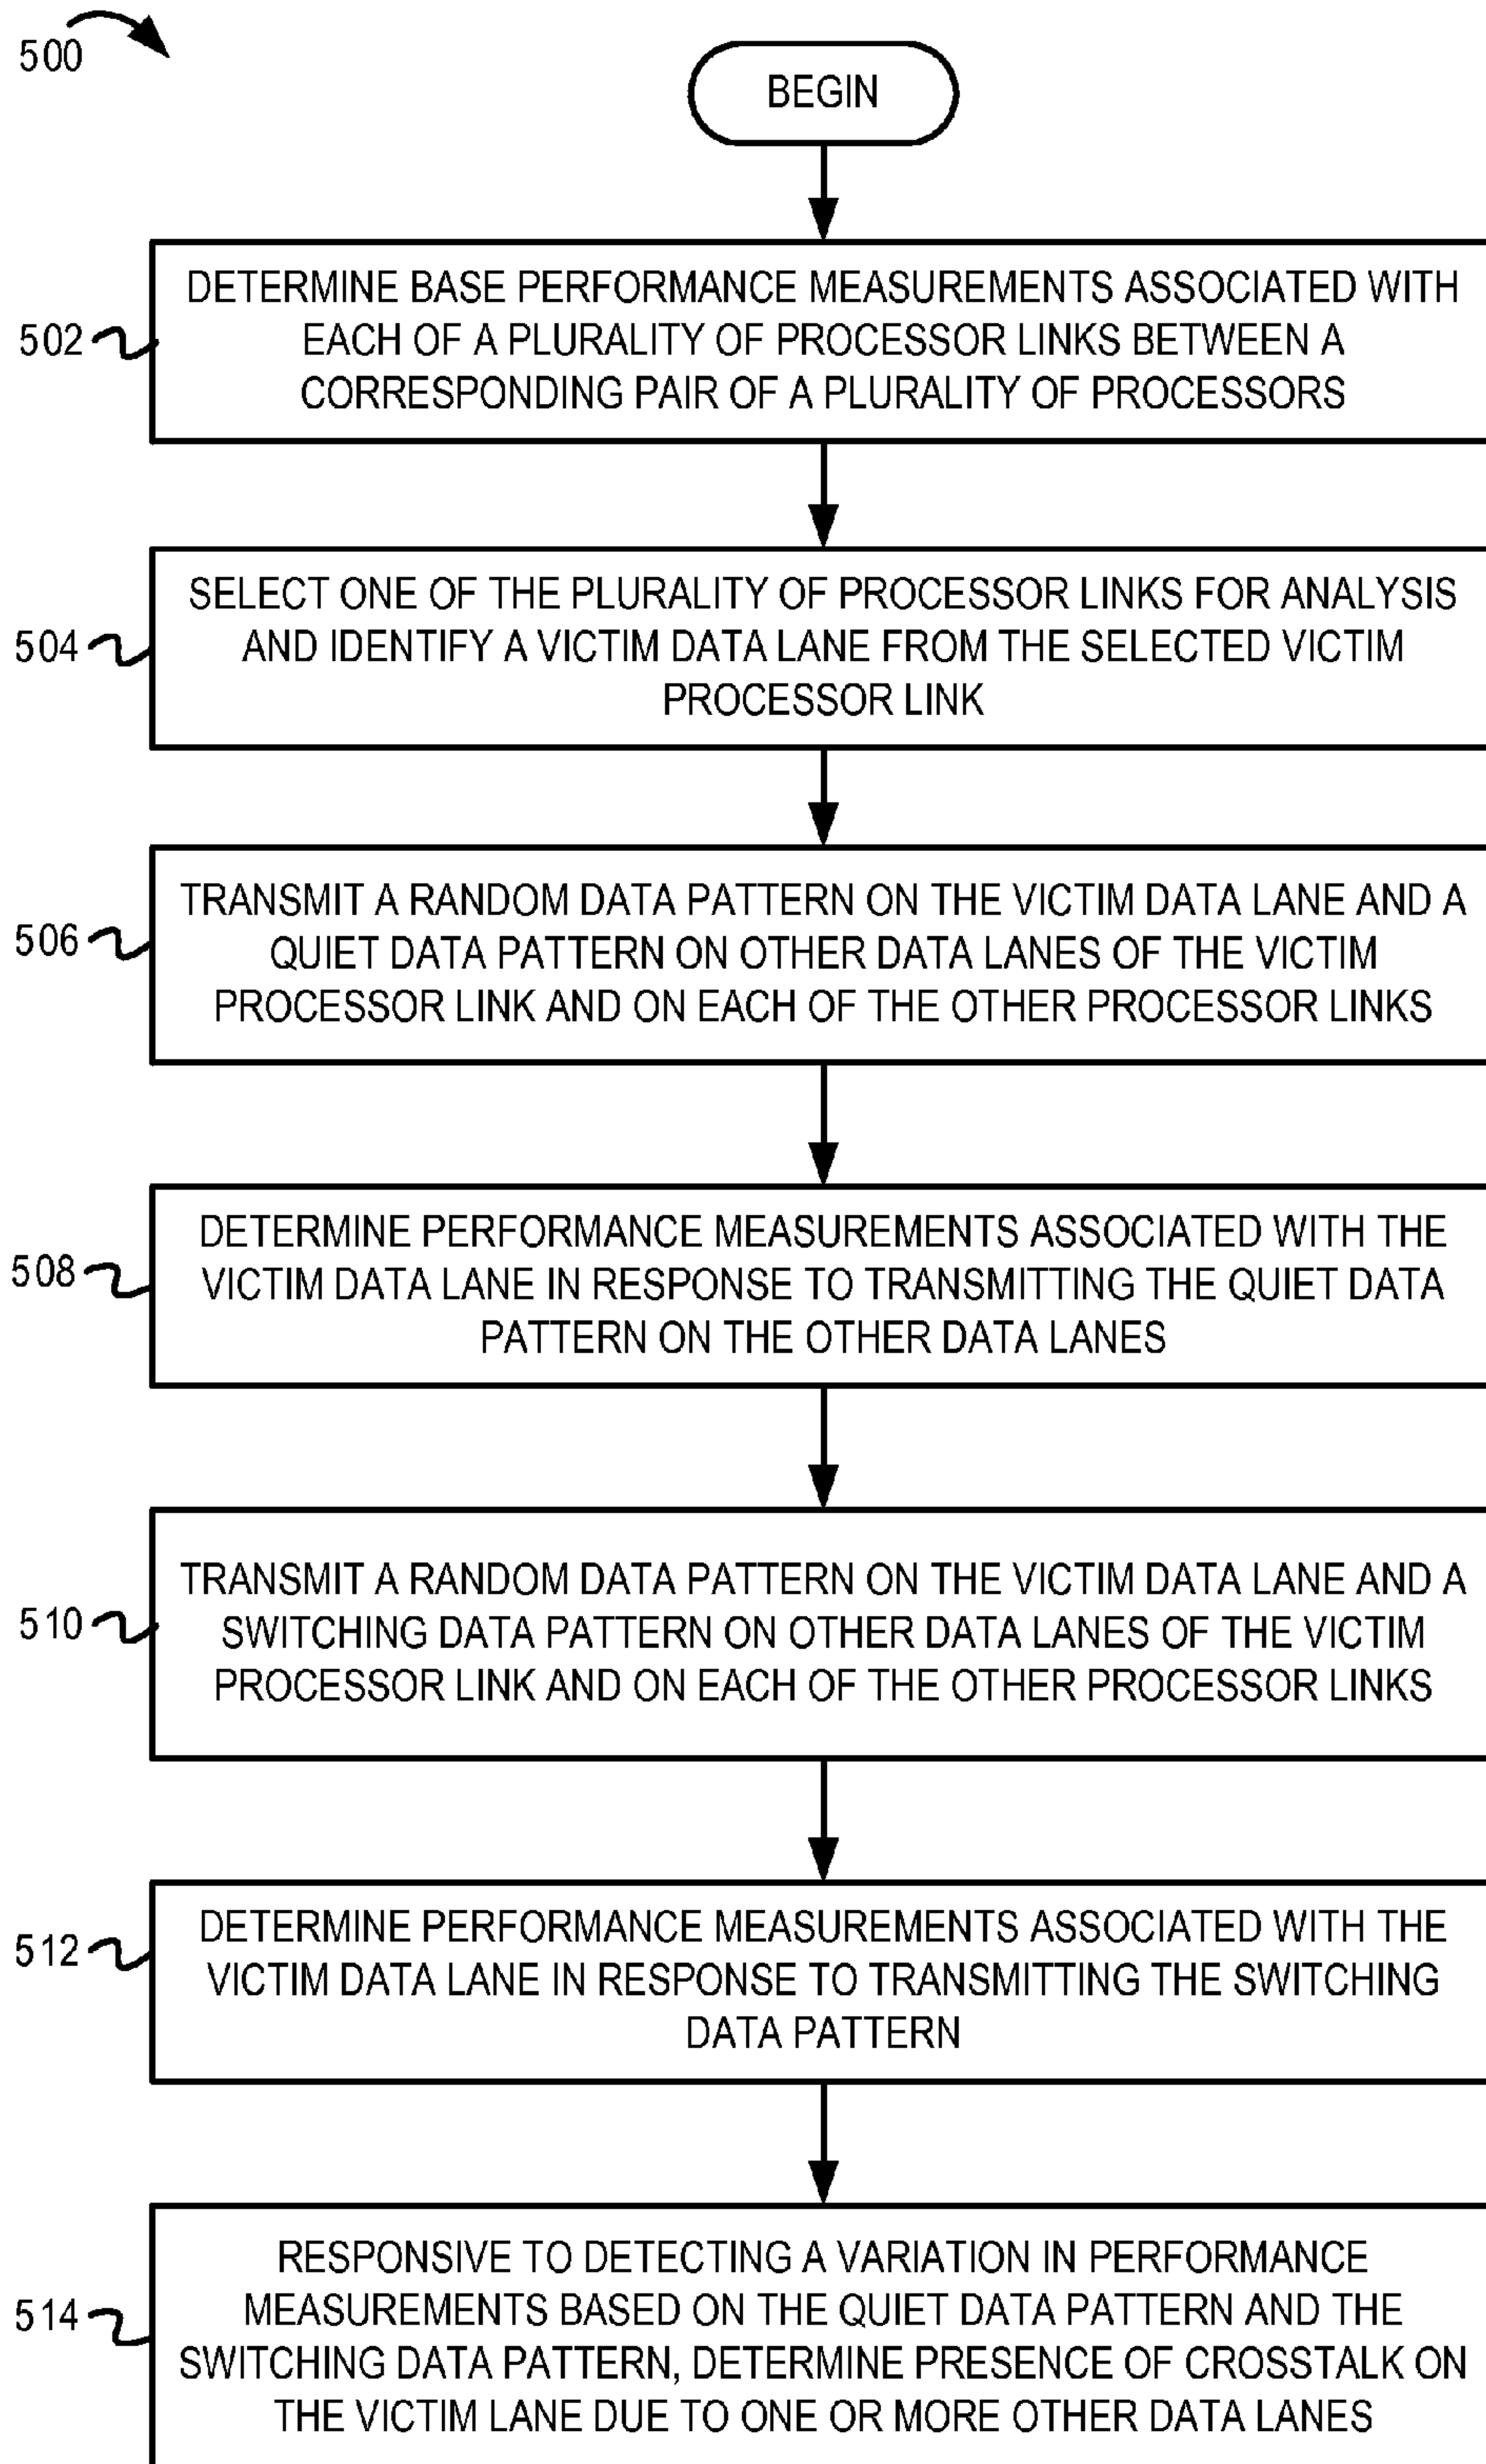 500
BEGIN
502
DETERMINE BASE PERFORMANCE MEASUREMENTS ASSOCIATED WITH
EACH OF A PLURALITY OF PROCESSOR LINKS BETWEEN A
CORRESPONDING PAIR OF A PLURALITY OF PROCESSORS
504
SELECT ONE OF THE PLURALITY OF PROCESSOR LINKS FOR ANALYSIS
AND IDENTIFY A VICTIM DATA LANE FROM THE SELECTED VICTIM
PROCESSOR LINK
506
TRANSMIT A RANDOM DATA PATTERN ON THE VICTIM DATA LANE AND A
QUIET DATA PATTERN ON OTHER DATA LANES OF THE VICTIM
PROCESSOR LINK AND ON EACH OF THE OTHER PROCESSOR LINKS
508
DETERMINE PERFORMANCE MEASUREMENTS ASSOCIATED WITH THE
VICTIM DATA LANE IN RESPONSE TO TRANSMITTING THE QUIET DATA
PATTERN ON THE OTHER DATA LANES
510
TRANSMIT A RANDOM DATA PATTERN ON THE VICTIM DATA LANE AND A
SWITCHING DATA PATTERN ON OTHER DATA LANES OF THE VICTIM
PROCESSOR LINK AND ON EACH OF THE OTHER PROCESSOR LINKS
512
DETERMINE PERFORMANCE MEASUREMENTS ASSOCIATED WITH THE
VICTIM DATA LANE IN RESPONSE TO TRANSMITTING THE SWITCHING
DATA PATTERN
514
RESPONSIVE TO DETECTING A VARIATION IN PERFORMANCE
MEASUREMENTS BASED ON THE QUIET DATA PATTERN AND THE
SWITCHING DATA PATTERN, DETERMINE PRESENCE OF CROSSTALK ON
THE VICTIM LANE DUE TO ONE OR MORE OTHER DATA LANES